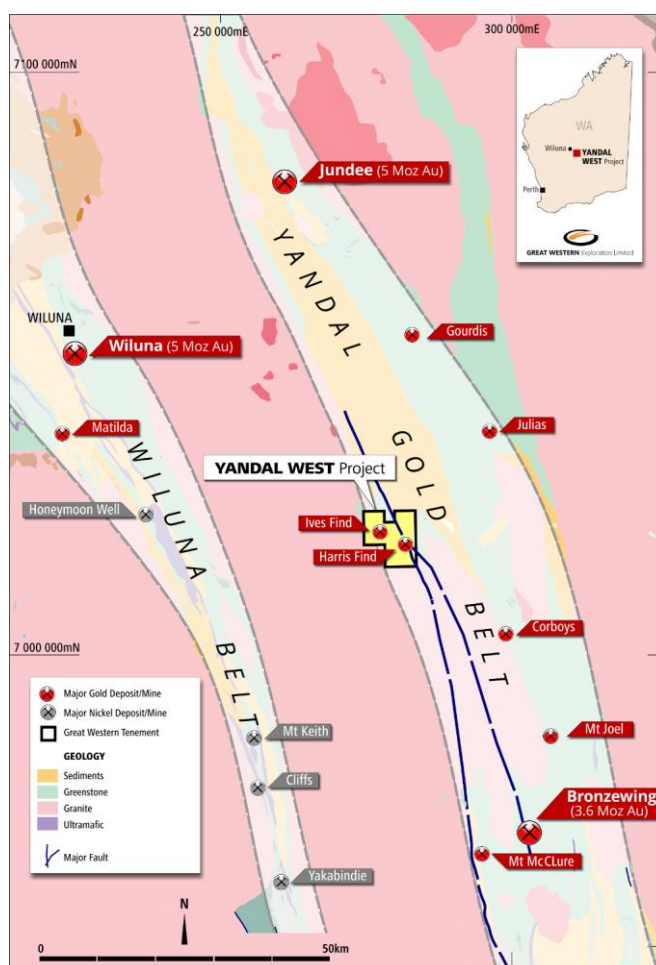 250 000mE
300 000mE
7100 000mN
WA
Wiluna
YANDAL
WEST Project
Perth
GREAT WESTERN Exploration Limited
Jundee (5 Moz Au)
YANDAL GOLD BELT
WILUNA
Wiluna (5 Moz Au)
Gourdis
Matilda
Julias
WILUNA BELT
YANDAL WEST Project
Honeymoon Well
Ives Find
Harris Find
Corboys
7 000 000mN
Major Gold Deposit/Mine
Major Nickel Deposit/Mine
Great Western Tenement
GEOLOGY
Sediments
Greenstone
Granite
Ultramafic
Major Fault
Mt Keith
Mt Joel
Cliffs
Bronzewing
(3.6 Moz Au)
Mt McCLure
Yakabindie
N
0
50km